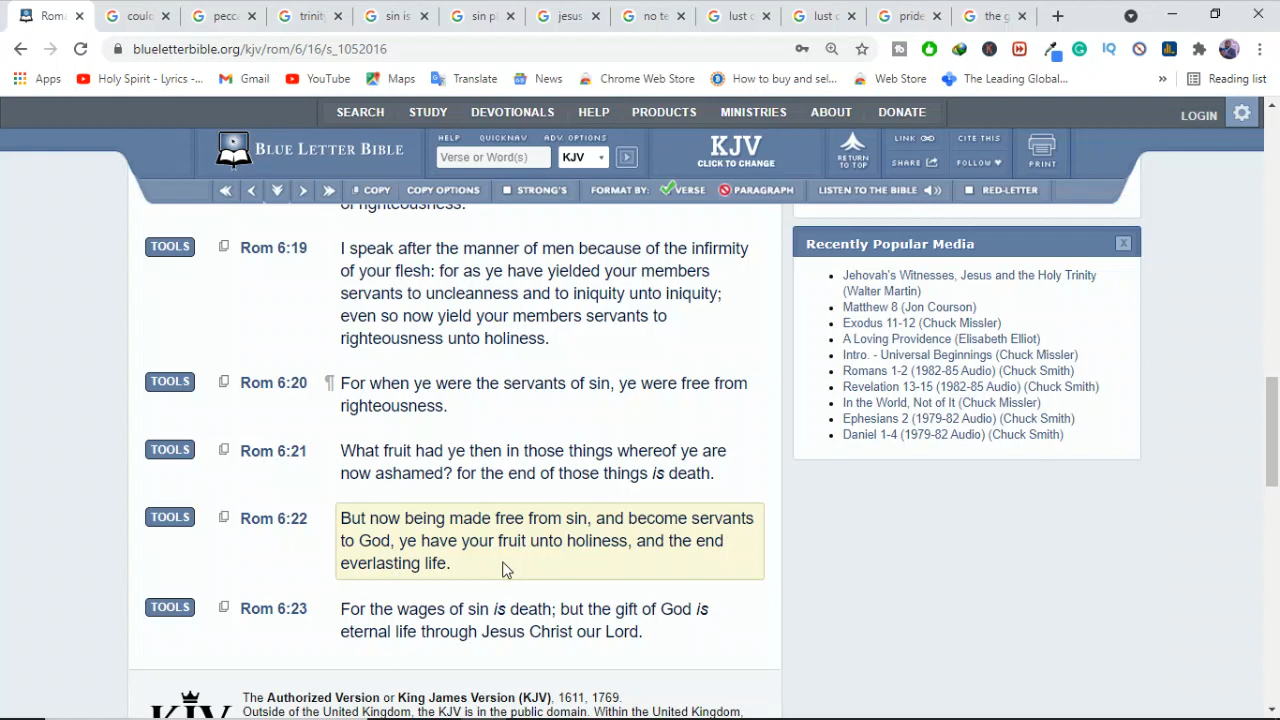 Roma
could
pecca
trinity
sin is
sin p
jesus
no te
lust c
lust c
pride
the g
blueletterbible.org/kjv/rom/6/16/s_1052016
Apps
Holy Spirit - Lyrics -...
Gmail
YouTube
Maps
Translate
News
Chrome Web Store
How to buy and sel...
Web Store
The Leading Global...
»
Reading list
SEARCH STUDY DEVOTIONALS HELP PRODUCTS MINISTRIES ABOUT DONATE
LOGIN
BLUE LETTER BIBLE
HELP QUICKNAV ADV. OPTIONS
Verse or Word(s)
KJV
KJV
CLICK TO CHANGE
RETURN
TO TOP
LINK
SHARE
CITE THIS
FOLLOW
PRINT
COPY COPY OPTIONS STRONG'S FORMAT BY: VERSE PARAGRAPH LISTEN TO THE BIBLE RED-LETTER
of righteousness.
TOOLS Rom 6:19 I speak after the manner of men because of the infirmity
of your flesh: for as ye have yielded your members
servants to uncleanness and to iniquity unto iniquity;
even so now yield your members servants to
righteousness unto holiness.
TOOLS Rom 6:20 ¶ For when ye were the servants of sin, ye were free from
righteousness.
TOOLS Rom 6:21 What fruit had ye then in those things whereof ye are
now ashamed? for the end of those things is death.
TOOLS Rom 6:22 But now being made free from sin, and become servants
to God, ye have your fruit unto holiness, and the end
everlasting life.
TOOLS Rom 6:23 For the wages of sin is death; but the gift of God is
eternal life through Jesus Christ our Lord.
Recently Popular Media
X
Jehovah's Witnesses, Jesus and the Holy Trinity
(Walter Martin)
Matthew 8 (Jon Courson)
Exodus 11-12 (Chuck Missler)
A Loving Providence (Elisabeth Elliot)
Intro. - Universal Beginnings (Chuck Missler)
Romans 1-2 (1982-85 Audio) (Chuck Smith)
Revelation 13-15 (1982-85 Audio) (Chuck Smith)
In the World, Not of It (Chuck Missler)
Ephesians 2 (1979-82 Audio) (Chuck Smith)
Daniel 1-4 (1979-82 Audio) (Chuck Smith)
KJV
The Authorized Version or King James Version (KJV), 1611, 1769.
Outside of the United Kingdom, the KJV is in the public domain. Within the United Kingdom,